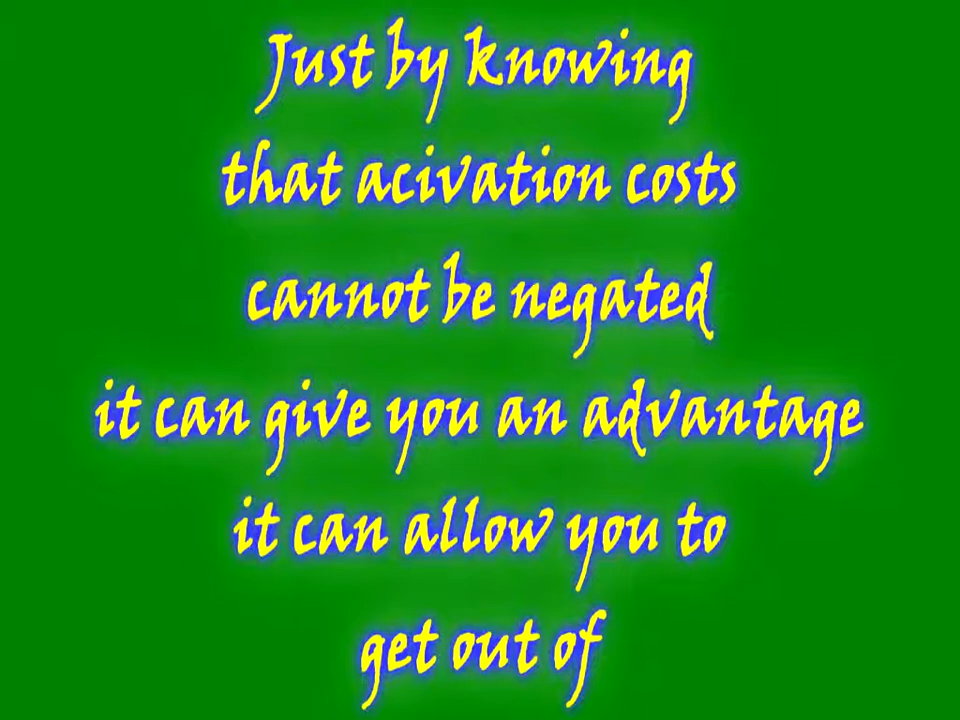 Just by knowing
that acivation costs
cannot be negated
it can give you an advantage
it can allow you to
get out of